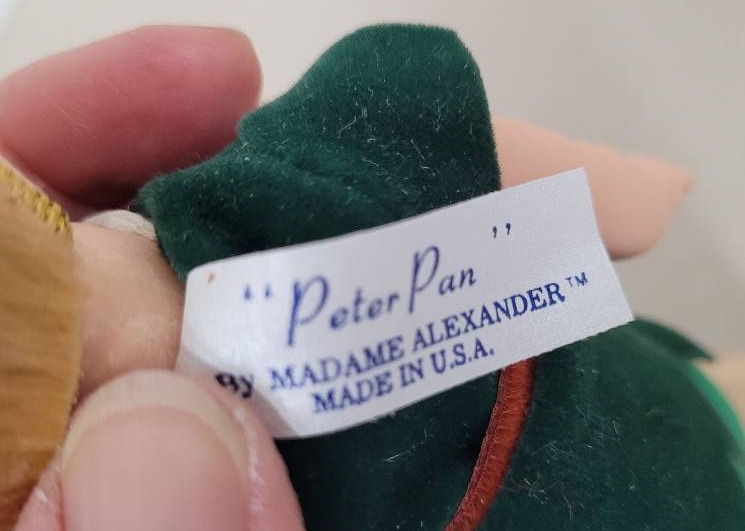 "Peter Pan"
By MADAME ALEXANDER™
MADE IN U.S.A.